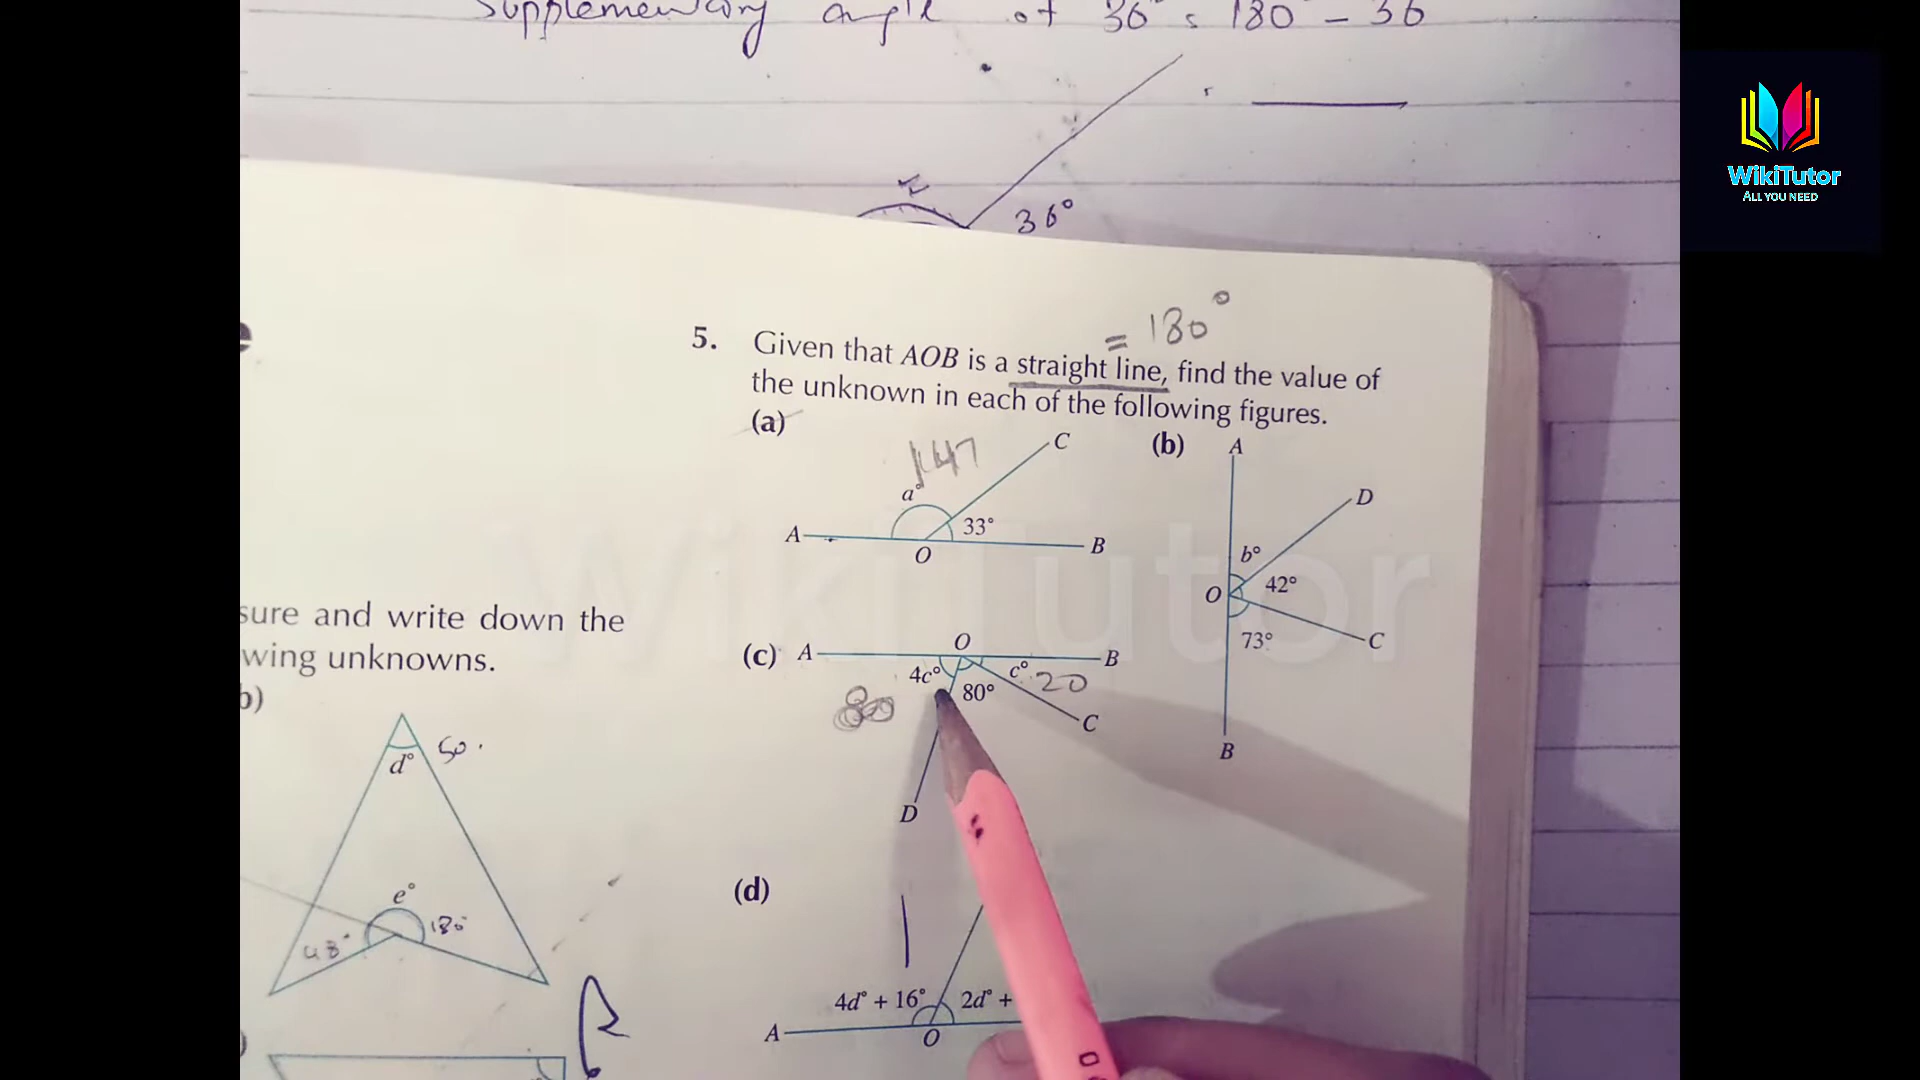 Supplementary angle of 36° = 180° - 36
36°
WikiTutor
ALL YOU NEED
= 180°
5. Given that AOB is a straight line, find the value of
the unknown in each of the following figures.
(a)
147
C
a°
33°
A
O
B
(b)
A
D
b°
O
42°
73°
C
B
sure and write down the
wing unknowns.
b)
d°
50
e°
48°
180
(c)
A
O
B
4c°
80°
c°
20
80
C
D
(d)
4d° + 16°
2d° +
A
O
WikiTutor